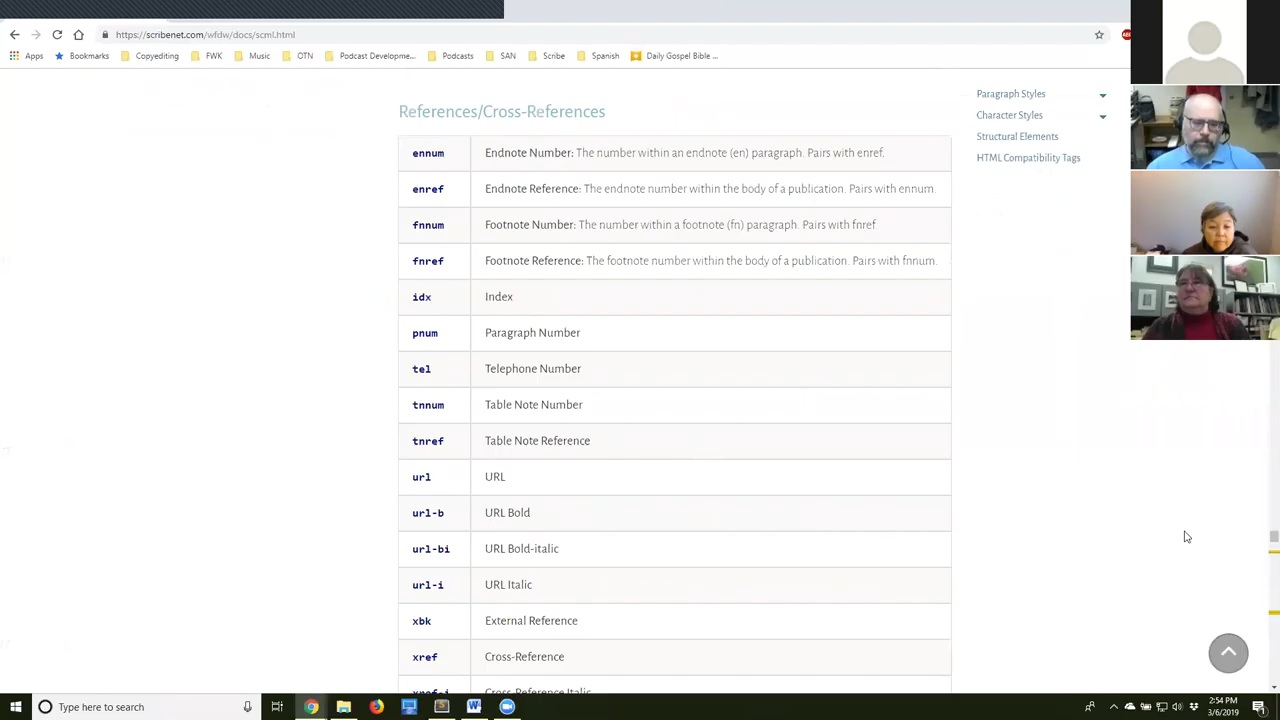 https://scribenet.com/wfdw/docs/scml.html
Apps Bookmarks Copyediting FWK Music OTN Podcast Developme... Podcasts SAN Scribe Spanish Daily Gospel Bible ...
References/Cross-References
ennum Endnote Number: The number within an endnote (en) paragraph. Pairs with enref.
enref Endnote Reference: The endnote number within the body of a publication. Pairs with ennum.
fnnum Footnote Number: The number within a footnote (fn) paragraph. Pairs with fnref
fnref Footnote Reference: The footnote number within the body of a publication. Pairs with fnnum.
idx Index
pnum Paragraph Number
tel Telephone Number
tnnum Table Note Number
tnref Table Note Reference
url URL
url-b URL Bold
url-bi URL Bold-italic
url-i URL Italic
xbk External Reference
xref Cross-Reference
xref-i Cross-Reference Italic
Paragraph Styles
Character Styles
Structural Elements
HTML Compatibility Tags
Type here to search
2:54 PM
3/6/2019